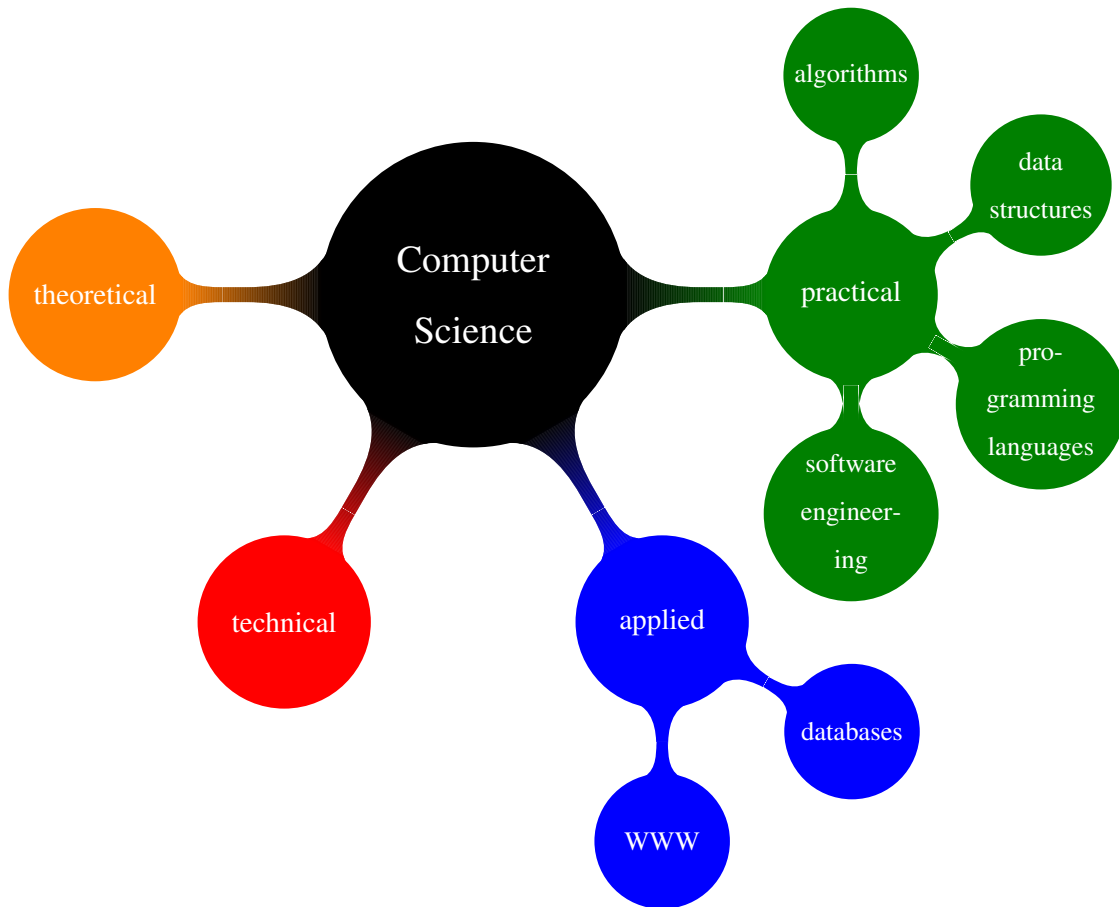 algorithms
data
structures
Computer
Science
theoretical
practical
pro-
gramming
languages
software
engineer-
ing
technical
applied
databases
WWW